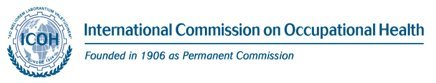 ICOH
International Commission on Occupational Health
Founded in 1906 as Permanent Commission